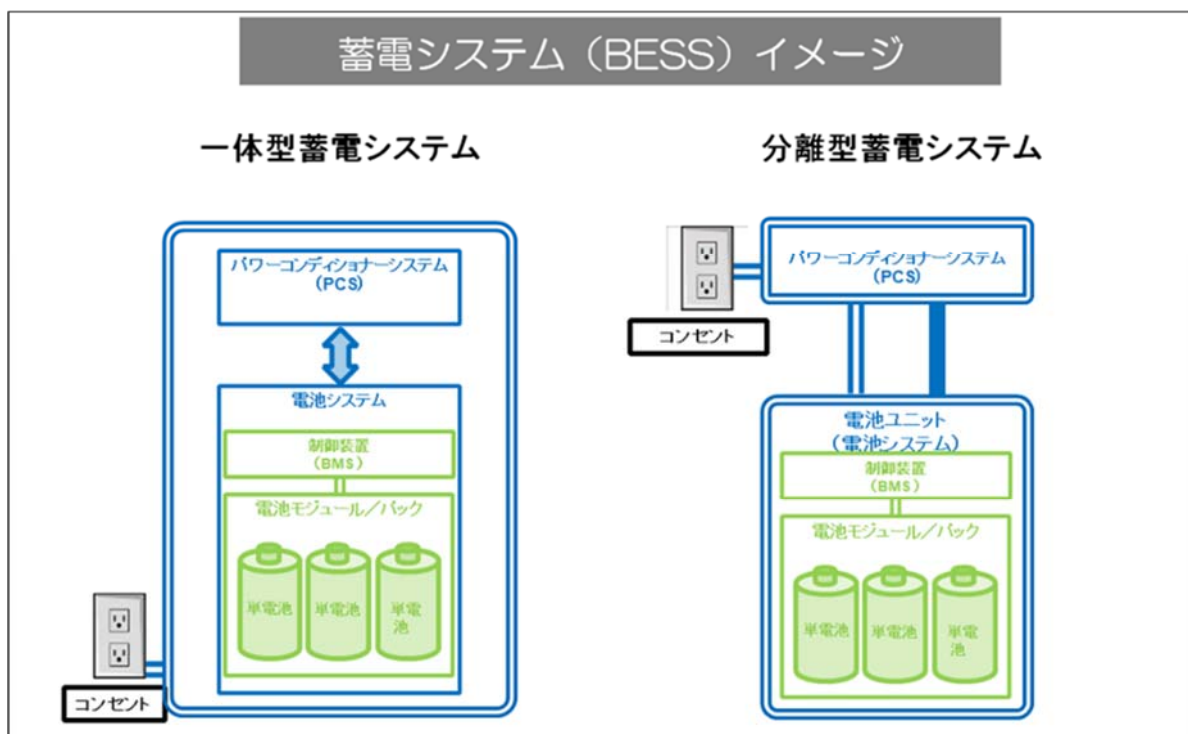 蓄電システム（BESS）イメージ
一体型蓄電システム
パワーコンディショナーシステム
(PCS)
電池システム
制御装置
(BMS)
電池モジュール／パック
単電池
単電池
単電
池
コンセント
分離型蓄電システム
パワーコンディショナーシステム
(PCS)
コンセント
電池ユニット
(電池システム)
制御装置
(BMS)
電池モジュール／パック
単電池
単電池
単電
池